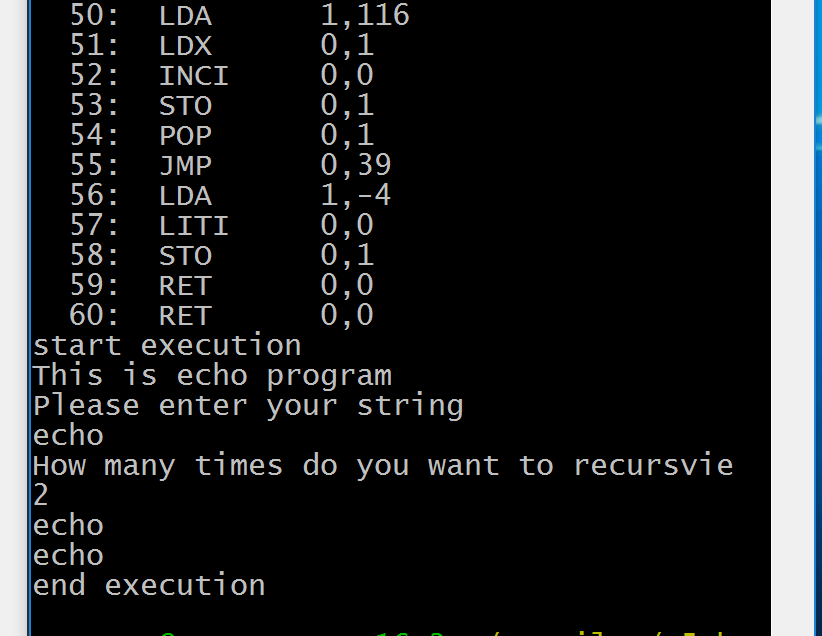 50: LDA 1,116
51: LDX 0,1
52: INCI 0,0
53: STO 0,1
54: POP 0,1
55: JMP 0,39
56: LDA 1,-4
57: LITI 0,0
58: STO 0,1
59: RET 0,0
60: RET 0,0
start execution
This is echo program
Please enter your string
echo
How many times do you want to recursvie
2
echo
echo
end execution